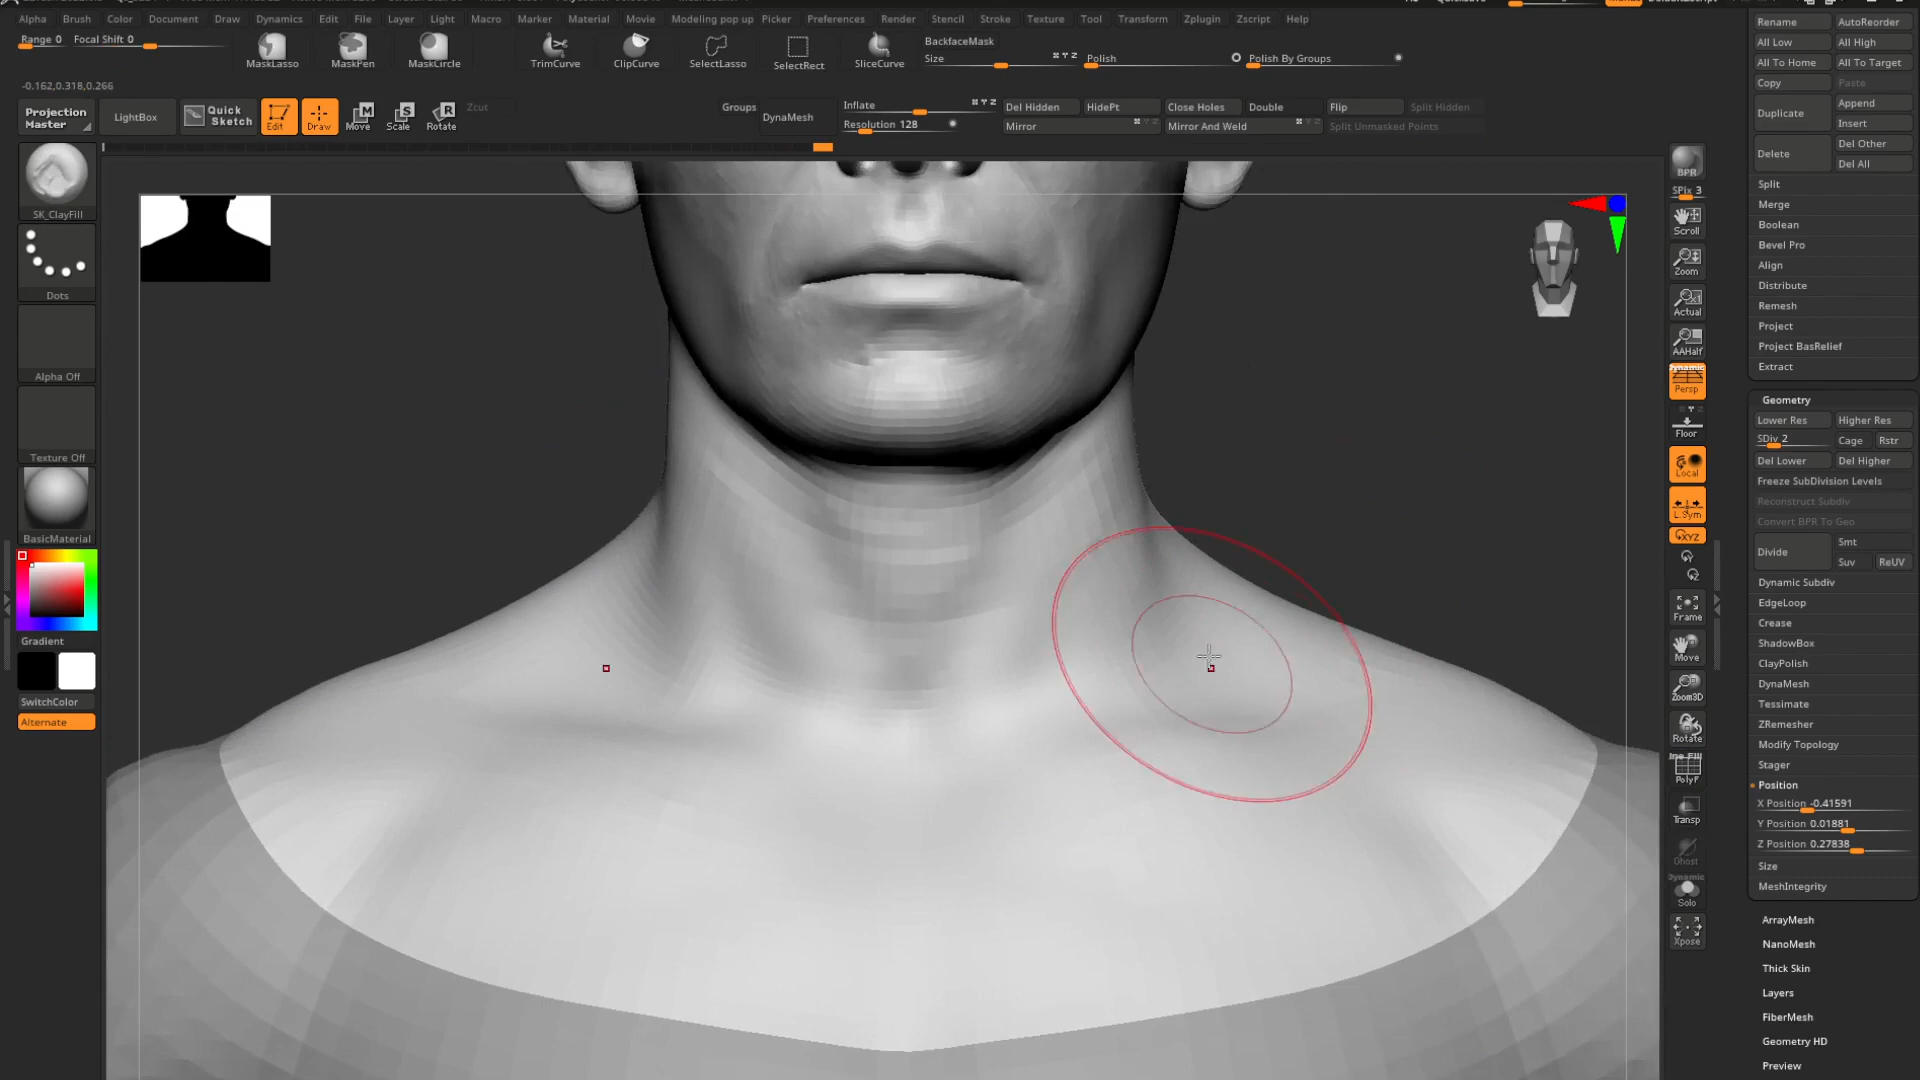 Alpha Brush Color Document Draw Dynamics Edit File Layer Light Macro Marker Material Movie Modeling pop up Picker Preferences Render Stencil Stroke Texture Tool Transform Zplugin Zscript Help
Range 0 Focal Shift 0
MaskLasso MaskPen MaskCircle TrimCurve ClipCurve SelectLasso SelectRect SliceCurve
BackfaceMask
Size Polish Polish By Groups
-0.162,0.318,0.266
Projection Master
LightBox
Quick Sketch
Edit Draw Move Scale Rotate
Zcut
Groups
DynaMesh
Inflate
Resolution 128
Del Hidden HidePt Close Holes Double Flip Split Hidden
Mirror Mirror And Weld Split Unmasked Points
SK_ClayFill
Dots
Alpha Off
Texture Off
BasicMaterial
Gradient
SwitchColor
Alternate
BPR
SPix 3
Scroll
Zoom
Actual
AAHalf
Dynamic
Persp
Floor
Local
L.Sym
XYZ
Frame
Move
Zoom3D
Rotate
PolyF
Transp
Ghost
Dynamic
Solo
Xpose
Rename AutoReorder
All Low All High
All To Home All To Target
Copy Paste
Duplicate Append
Insert
Delete Del Other
Del All
Split
Merge
Boolean
Bevel Pro
Align
Distribute
Remesh
Project
Project BasRelief
Extract
Geometry
Lower Res Higher Res
SDiv 2 Cage Rstr
Del Lower Del Higher
Freeze SubDivision Levels
Reconstruct Subdiv
Convert BPR To Geo
Divide Smt
Suv ReUV
Dynamic Subdiv
EdgeLoop
Crease
ShadowBox
ClayPolish
DynaMesh
Tessimate
ZRemesher
Modify Topology
Stager
Position
X Position -0.41591
Y Position 0.01881
Z Position 0.27838
Size
MeshIntegrity
ArrayMesh
NanoMesh
Thick Skin
Layers
FiberMesh
Geometry HD
Preview